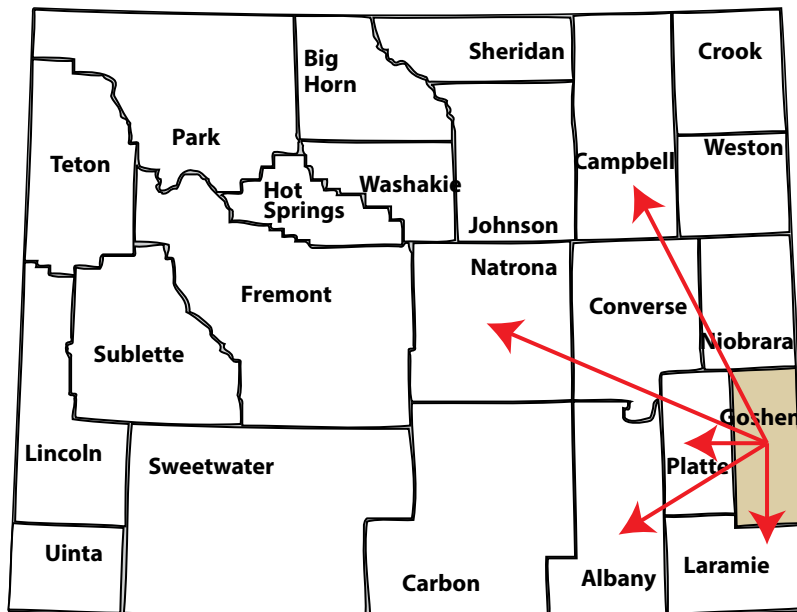 Sheridan
Crook
Big
Horn
Park
Teton
Campbell
Weston
Washakie
Hot
Springs
Johnson
Natrona
Fremont
Converse
Niobrara
Sublette
Goshen
Lincoln
Sweetwater
Platte
Uinta
Carbon
Albany
Laramie